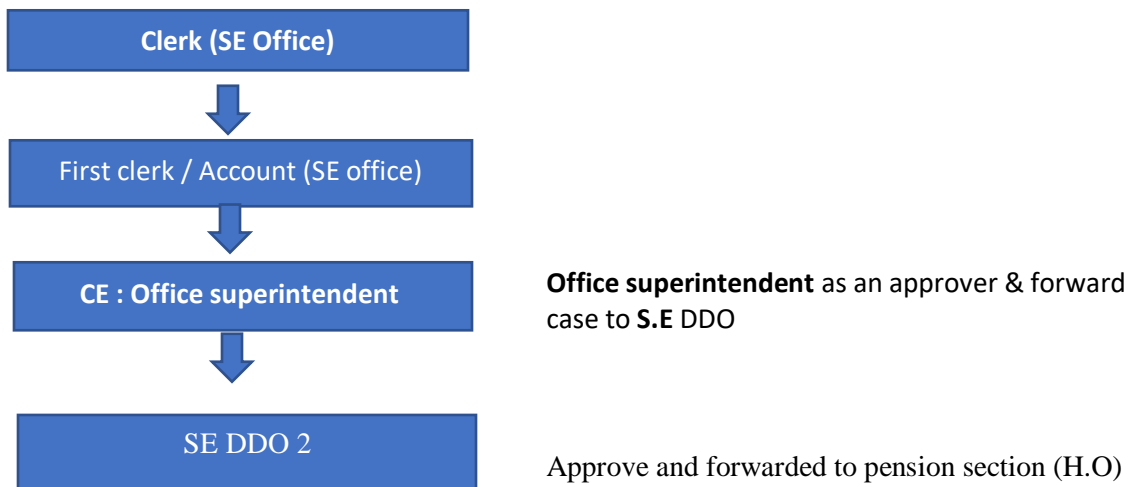 Clerk (SE Office)
First clerk / Account (SE office)
CE : Office superintendent
Office superintendent as an approver & forward
case to S.E DDO
SE DDO 2
Approve and forwarded to pension section (H.O)